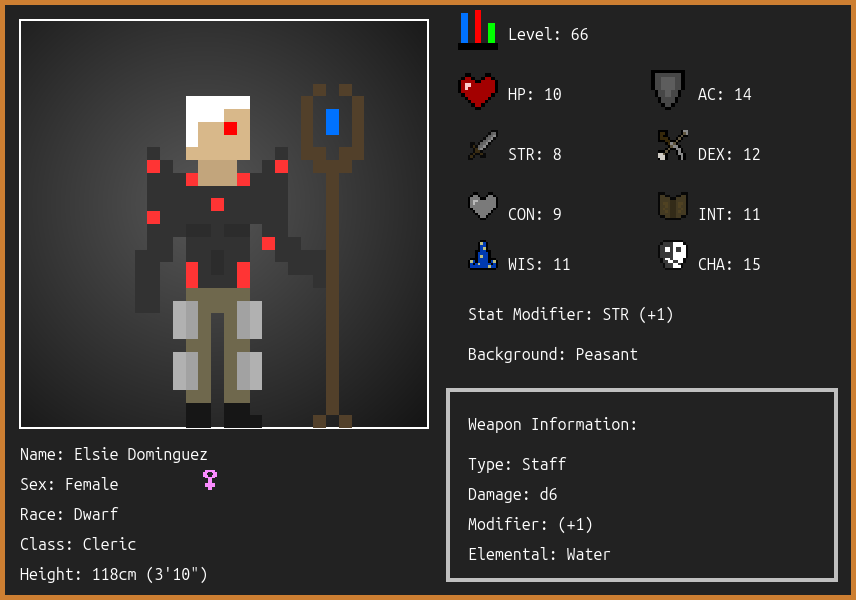 Level: 66
HP: 10
AC: 14
STR: 8
DEX: 12
CON: 9
INT: 11
WIS: 11
CHA: 15
Stat Modifier: STR (+1)
Background: Peasant
Weapon Information:
Type: Staff
Damage: d6
Modifier: (+1)
Elemental: Water
Name: Elsie Dominguez
Sex: Female
Race: Dwarf
Class: Cleric
Height: 118cm (3'10")